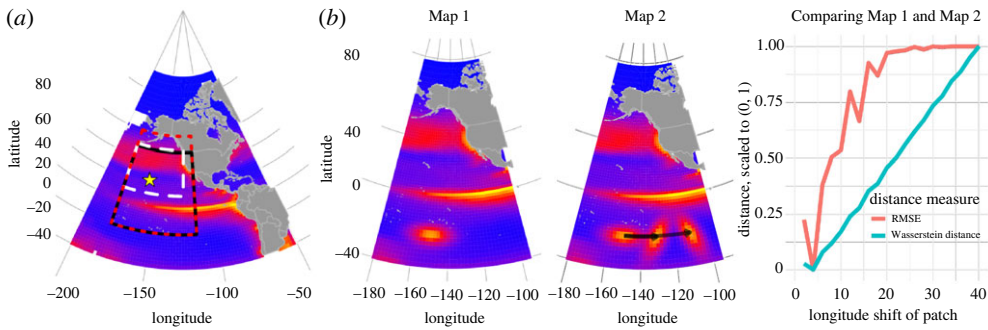 (a)
80
60
40
20
0
−20
−40
latitude
−200
−150
−100
−50
longitude
(b)
Map 1
80
40
0
−40
latitude
−180
−160
−140
−120
−100
longitude
Map 2
−180
−160
−140
−120
−100
longitude
Comparing Map 1 and Map 2
1.00
0.75
0.50
0.25
0
distance, scaled to (0, 1)
distance measure
RMSE
Wasserstein distance
0
10
20
30
40
longitude shift of patch